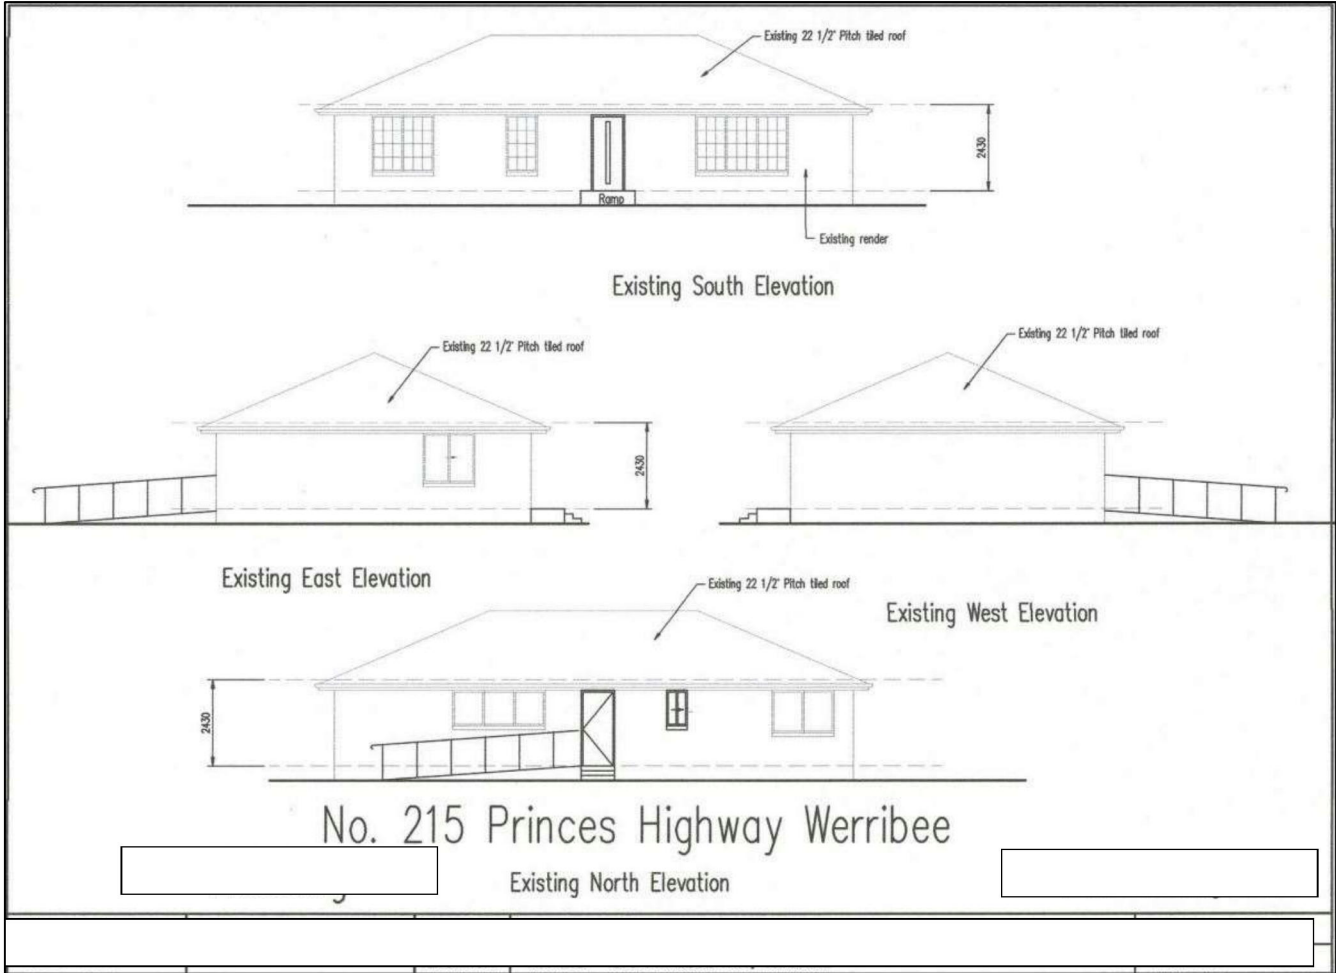 Existing 22 1/2° Pitch tiled roof
2430
Ramp
Existing render
Existing South Elevation
Existing 22 1/2° Pitch tiled roof
Existing 22 1/2° Pitch tiled roof
2430
Existing East Elevation
Existing 22 1/2° Pitch tiled roof
Existing West Elevation
2430
No. 215 Princes Highway Werribee
Existing North Elevation